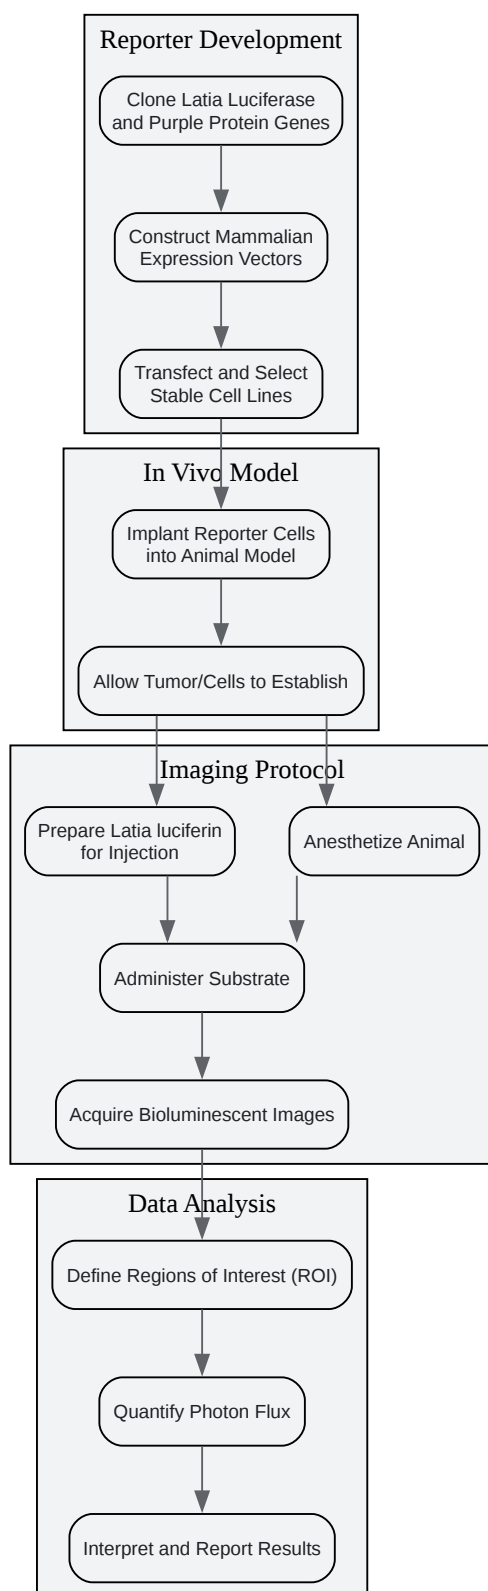 Reporter Development
Clone Latia Luciferase
and Purple Protein Genes
Construct Mammalian
Expression Vectors
Transfect and Select
Stable Cell Lines
In Vivo Model
Implant Reporter Cells
into Animal Model
Allow Tumor/Cells to Establish
Imaging Protocol
Prepare Latia luciferin
for Injection
Anesthetize Animal
Administer Substrate
Acquire Bioluminescent Images
Data Analysis
Define Regions of Interest (ROI)
Quantify Photon Flux
Interpret and Report Results